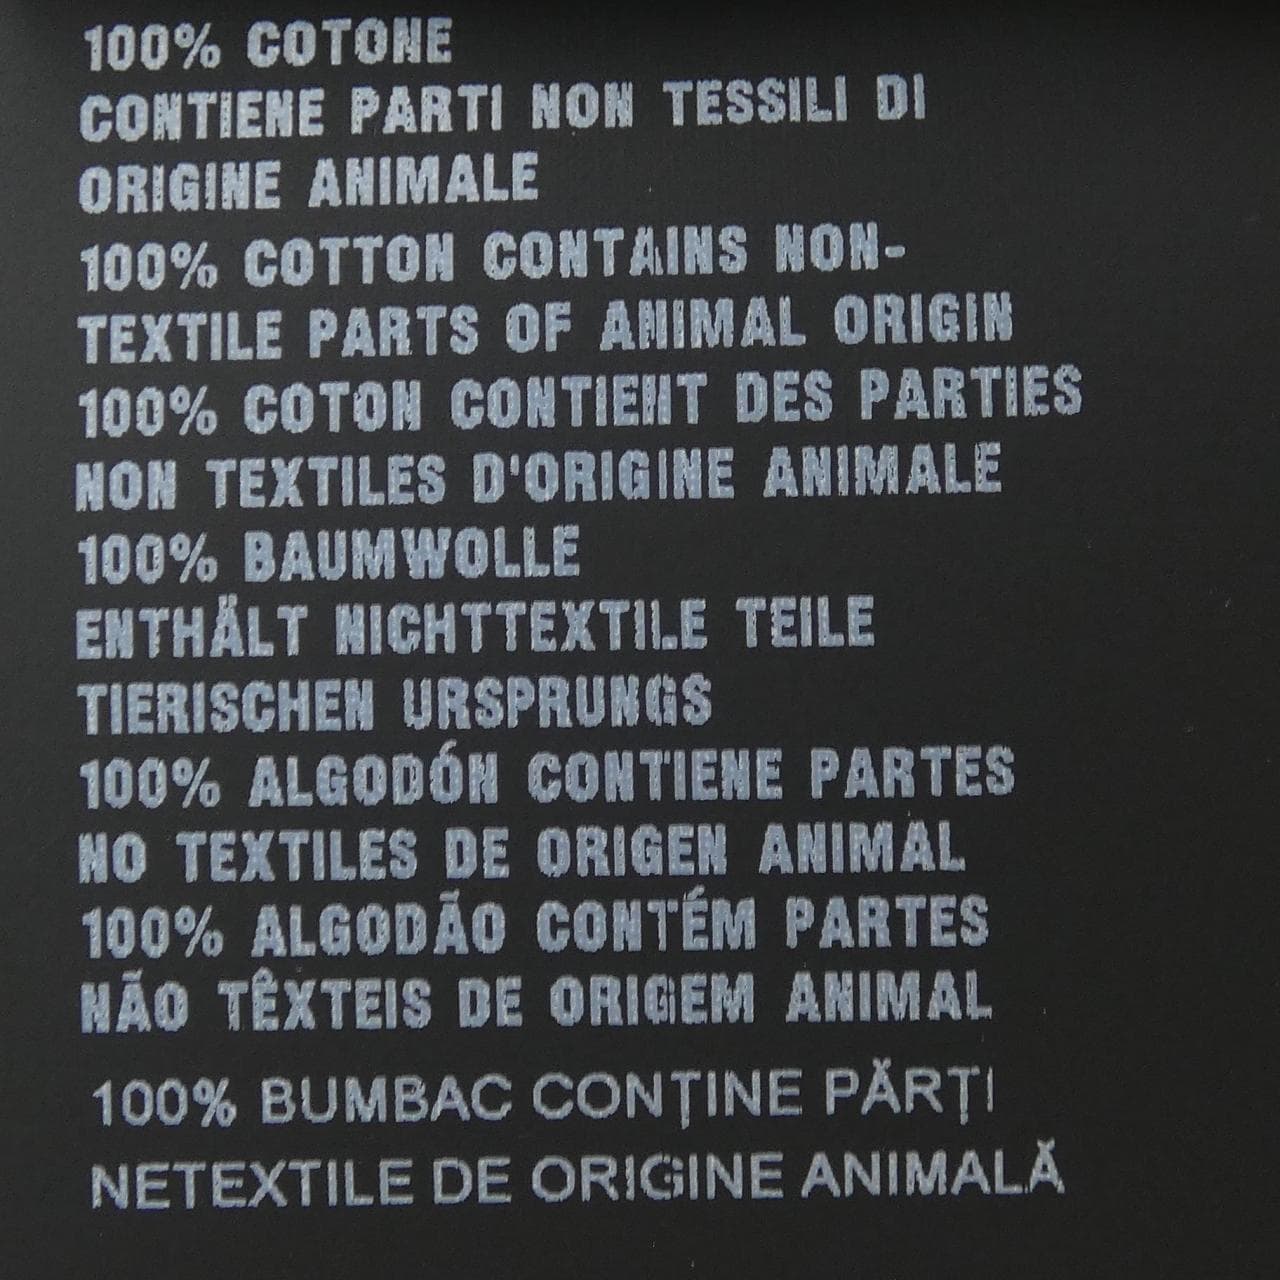 100% COTONE
CONTIENE PARTI NON TESSILI DI
ORIGINE ANIMALE
100% COTTON CONTAINS NON-
TEXTILE PARTS OF ANIMAL ORIGIN
100% COTON CONTIENT DES PARTIES
NON TEXTILES D'ORIGINE ANIMALE
100% BAUMWOLLE
ENTHÄLT NICHTTEXTILE TEILE
TIERISCHEN URSPRUNGS
100% ALGODÓN CONTIENE PARTES
NO TEXTILES DE ORIGEN ANIMAL
100% ALGODÃO CONTÉM PARTES
NÃO TÊXTEIS DE ORIGEM ANIMAL
100% BUMBAC CONȚINE PĂRȚI
NETEXTILE DE ORIGINE ANIMALĂ